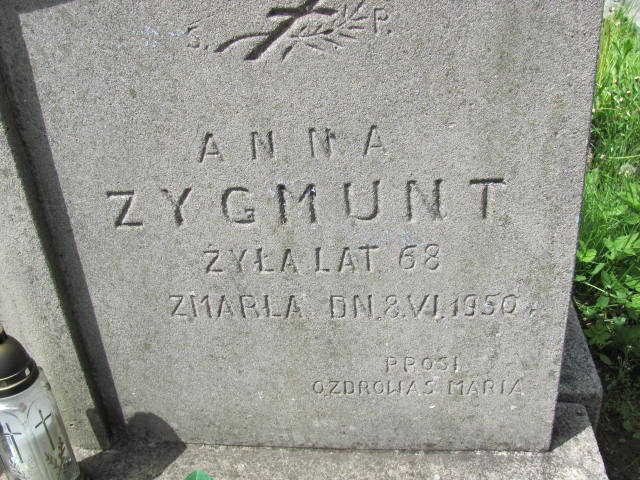 Ś. P.
ANNA
ZYGMUNT
ŻYŁA LAT 68
ZMARŁA DN. 8. VI. 1950 r
PROSI
O ZDROWAŚ MARIA